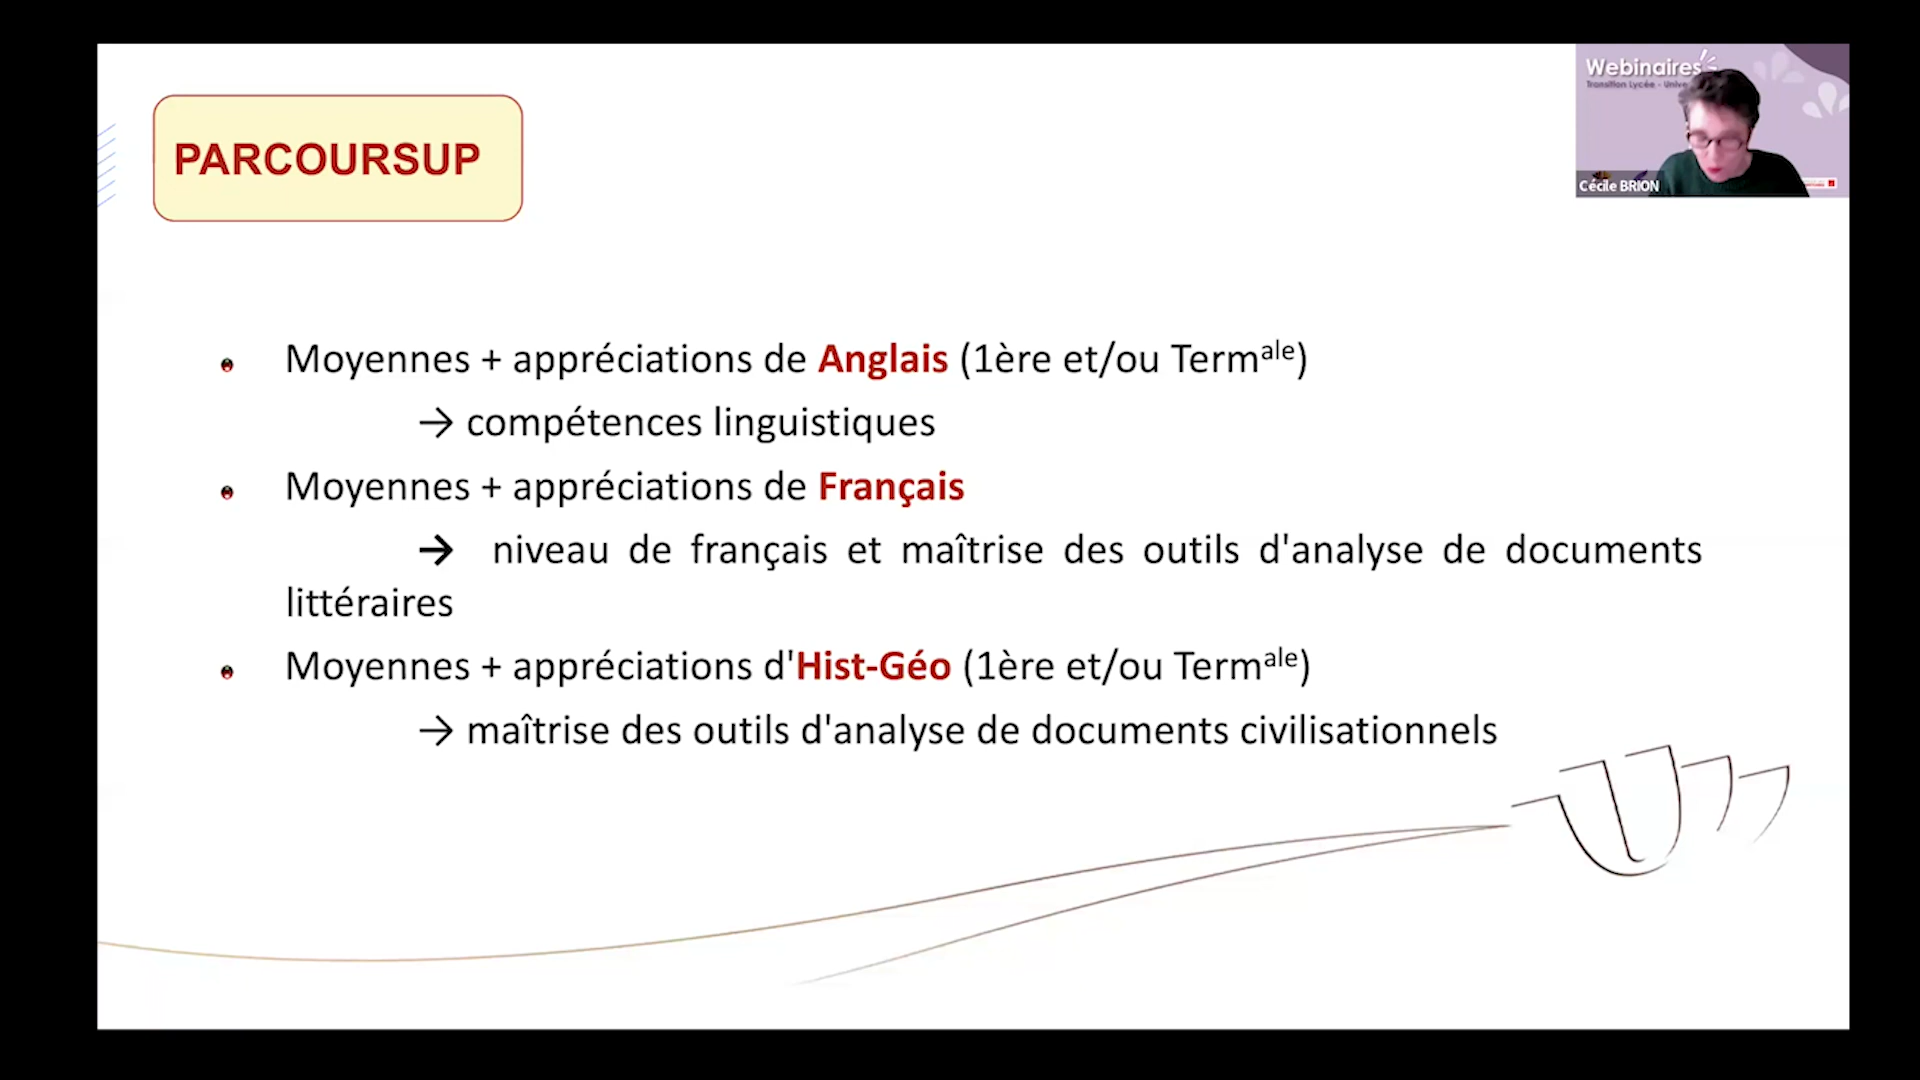 PARCOURSUP
Webinaires
Transition Lycée - Unive
Cécile BRION
Moyennes + appréciations de Anglais (1ère et/ou Termale)
→ compétences linguistiques
Moyennes + appréciations de Français
→ niveau de français et maîtrise des outils d'analyse de documents
littéraires
Moyennes + appréciations d'Hist-Géo (1ère et/ou Termale)
→ maîtrise des outils d'analyse de documents civilisationnels